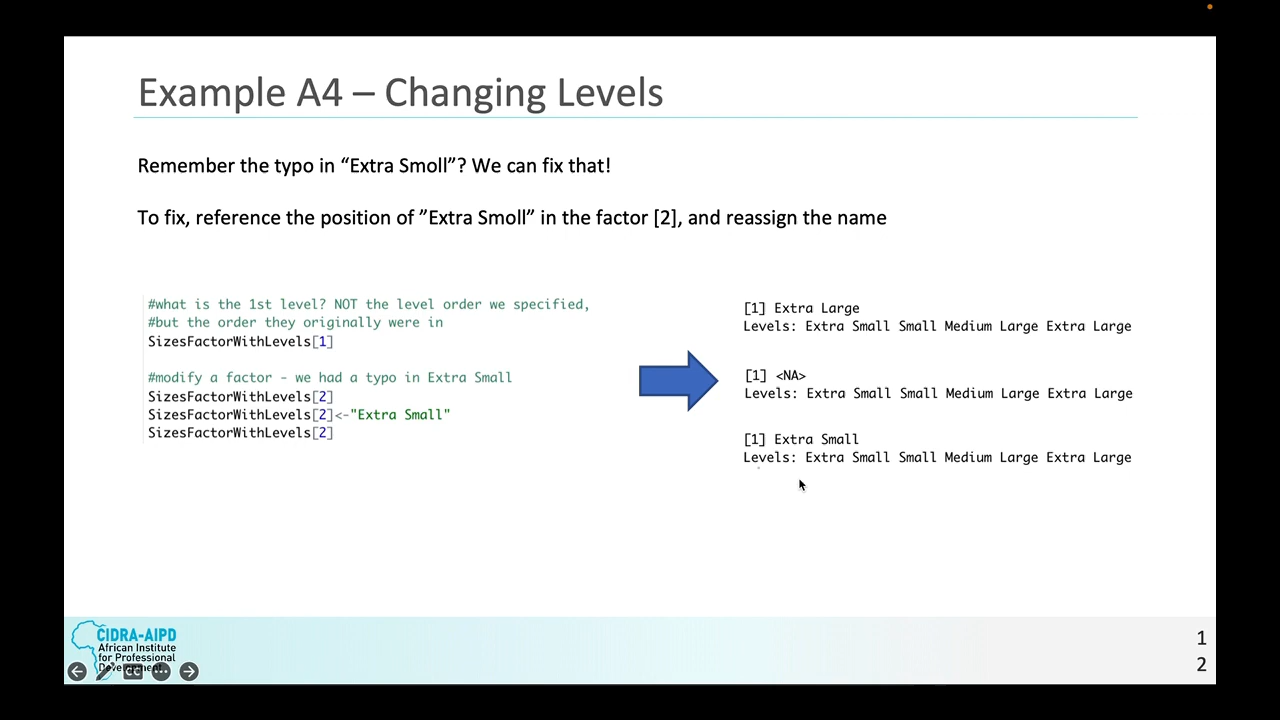 Example A4 – Changing Levels
Remember the typo in “Extra Smoll”? We can fix that!
To fix, reference the position of ”Extra Smoll” in the factor [2], and reassign the name
#what is the 1st level? NOT the level order we specified,
#but the order they originally were in
SizesFactorWithLevels[1]
#modify a factor - we had a typo in Extra Small
SizesFactorWithLevels[2]
SizesFactorWithLevels[2]<-"Extra Small"
SizesFactorWithLevels[2]
[1] Extra Large
Levels: Extra Small Small Medium Large Extra Large
[1] <NA>
Levels: Extra Small Small Medium Large Extra Large
[1] Extra Small
Levels: Extra Small Small Medium Large Extra Large
CIDRA-AIPD
African Institute
for Professional
Development
CC
1
2